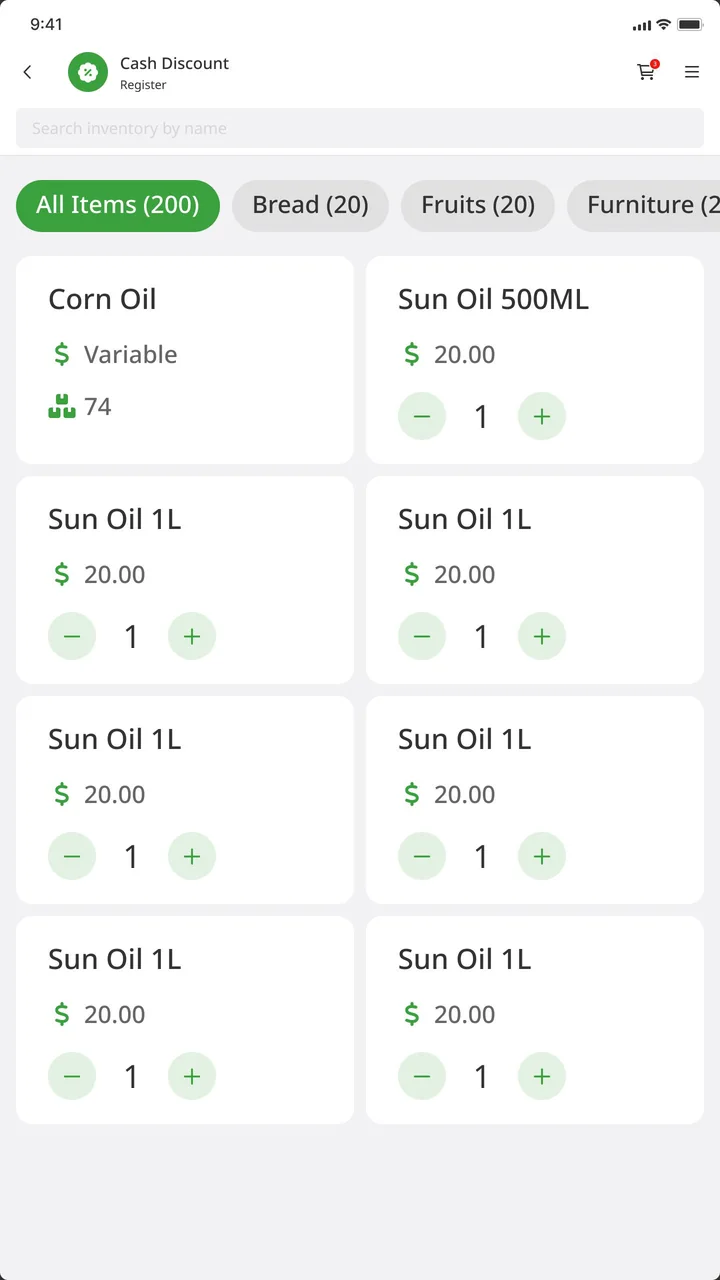 9:41
Cash Discount
Register
Search inventory by name
All Items (200)
Bread (20)
Fruits (20)
Furniture (2
Corn Oil
$ Variable
74
Sun Oil 500ML
$ 20.00
− 1 +
Sun Oil 1L
$ 20.00
− 1 +
Sun Oil 1L
$ 20.00
− 1 +
Sun Oil 1L
$ 20.00
− 1 +
Sun Oil 1L
$ 20.00
− 1 +
Sun Oil 1L
$ 20.00
− 1 +
Sun Oil 1L
$ 20.00
− 1 +